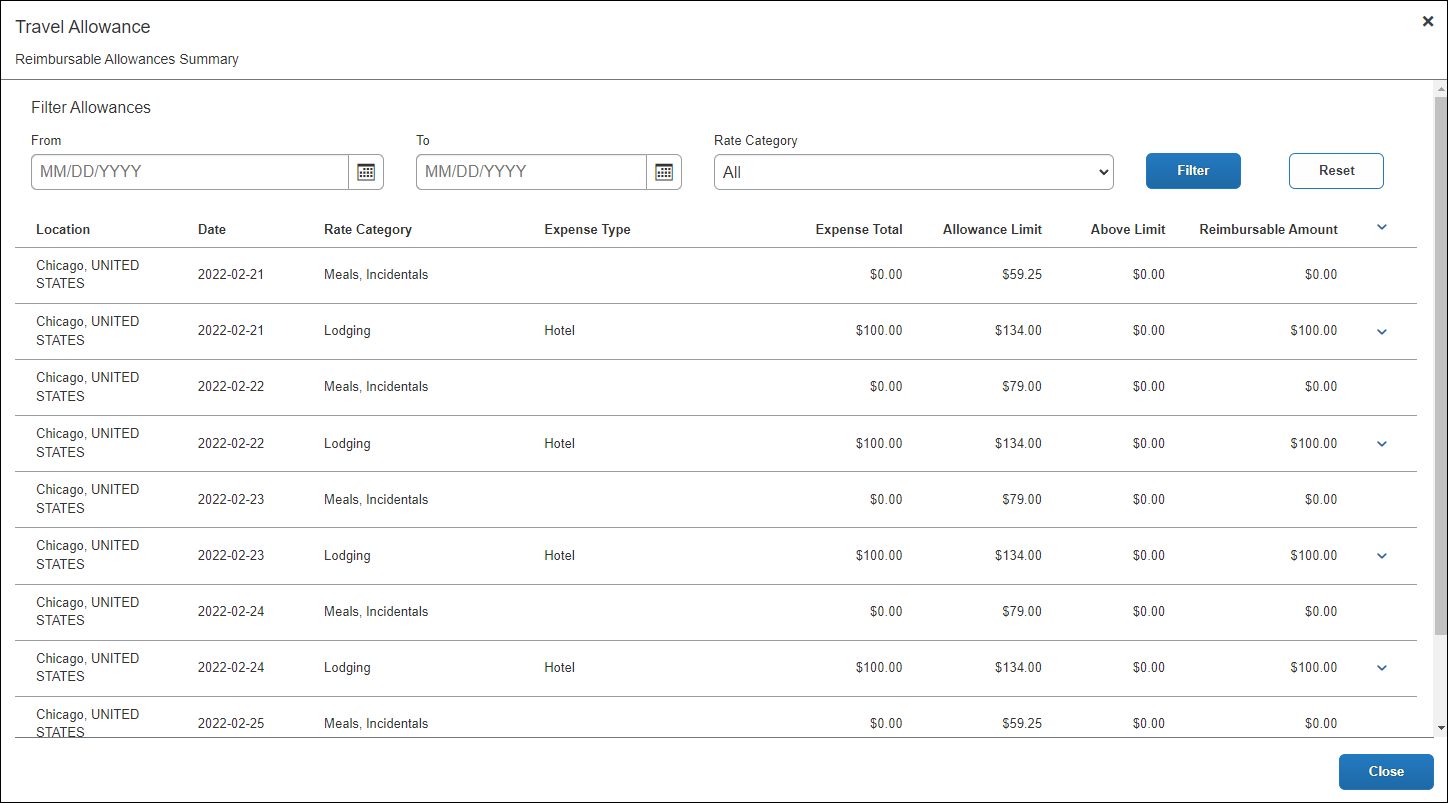 Travel Allowance
Reimbursable Allowances Summary
Filter Allowances
From To Rate Category
MM/DD/YYYY MM/DD/YYYY All Filter Reset
Location Date Rate Category Expense Type Expense Total Allowance Limit Above Limit Reimbursable Amount
Chicago, UNITED
STATES 2022-02-21 Meals, Incidentals $0.00 $59.25 $0.00 $0.00
Chicago, UNITED
STATES 2022-02-21 Lodging Hotel $100.00 $134.00 $0.00 $100.00
Chicago, UNITED
STATES 2022-02-22 Meals, Incidentals $0.00 $79.00 $0.00 $0.00
Chicago, UNITED
STATES 2022-02-22 Lodging Hotel $100.00 $134.00 $0.00 $100.00
Chicago, UNITED
STATES 2022-02-23 Meals, Incidentals $0.00 $79.00 $0.00 $0.00
Chicago, UNITED
STATES 2022-02-23 Lodging Hotel $100.00 $134.00 $0.00 $100.00
Chicago, UNITED
STATES 2022-02-24 Meals, Incidentals $0.00 $79.00 $0.00 $0.00
Chicago, UNITED
STATES 2022-02-24 Lodging Hotel $100.00 $134.00 $0.00 $100.00
Chicago, UNITED
STATES 2022-02-25 Meals, Incidentals $0.00 $59.25 $0.00 $0.00
Close